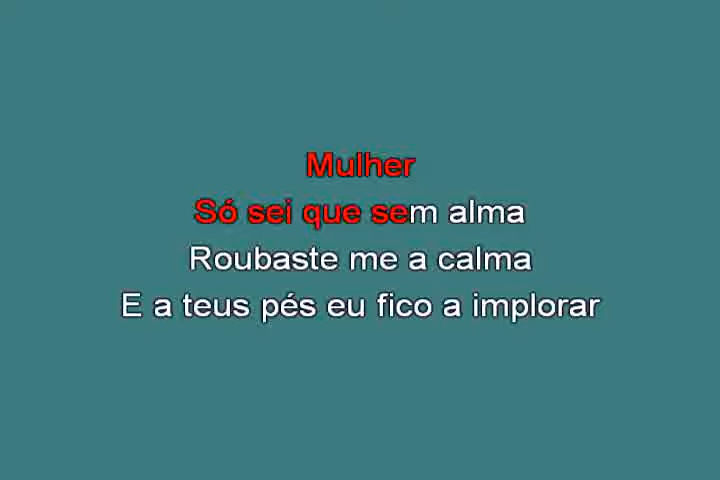 Mulher
Só sei que sem alma
Roubaste me a calma
E a teus pés eu fico a implorar